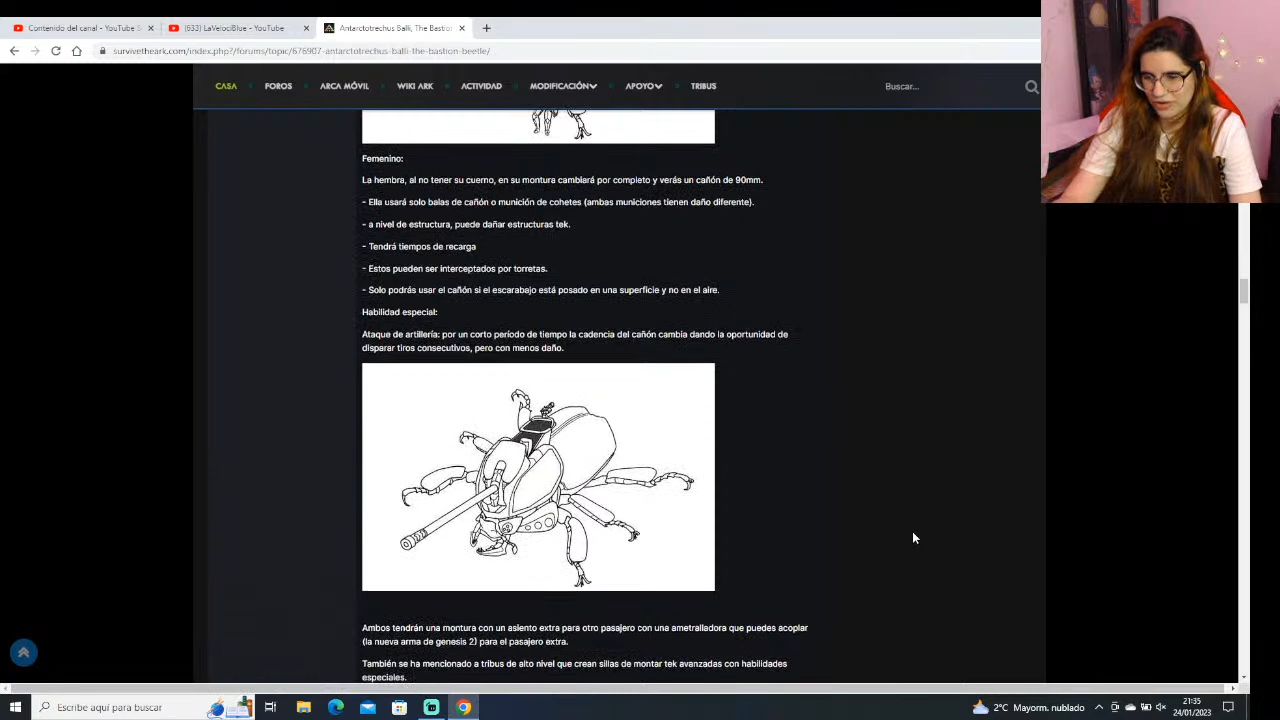 Contenido del canal - YouTube S
(633) LaVelociBlue - YouTube
Antarctotrechus Balli, The Bastion
survivetheark.com/index.php?/forums/topic/676907-antarctotrechus-balli-the-bastion-beetle/
CASA
FOROS
ARCA MÓVIL
WIKI ARK
ACTIVIDAD
MODIFICACIÓN
APOYO
TRIBUS
Buscar...
Femenino:
La hembra, al no tener su cuerno, en su montura cambiará por completo y verás un cañón de 90mm.
- Ella usará solo balas de cañón o munición de cohetes (ambas municiones tienen daño diferente).
- a nivel de estructura, puede dañar estructuras tek.
- Tendrá tiempos de recarga
- Estos pueden ser interceptados por torretas.
- Solo podrás usar el cañón si el escarabajo está posado en una superficie y no en el aire.
Habilidad especial:
Ataque de artillería: por un corto período de tiempo la cadencia del cañón cambia dando la oportunidad de
disparar tiros consecutivos, pero con menos daño.
Ambos tendrán una montura con un asiento extra para otro pasajero con una ametralladora que puedes acoplar
(la nueva arma de genesis 2) para el pasajero extra.
También se ha mencionado a tribus de alto nivel que crean sillas de montar tek avanzadas con habilidades
especiales.
Escribe aquí para buscar
2°C Mayorm. nublado
21:35
24/01/2023